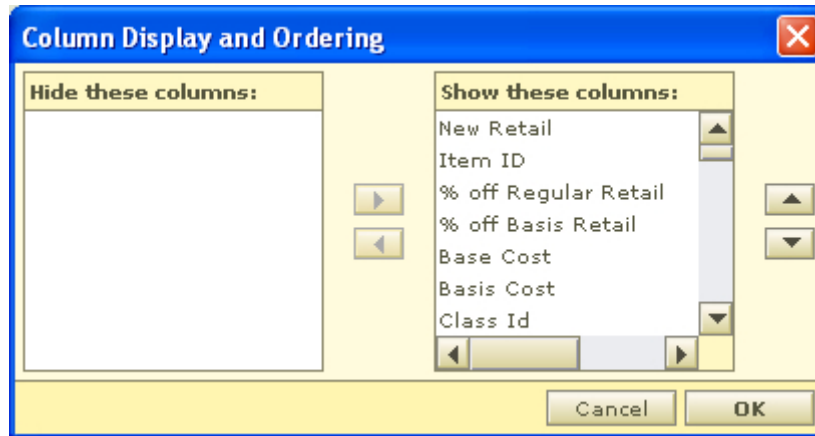 Column Display and Ordering
Hide these columns:
Show these columns:
New Retail
Item ID
% off Regular Retail
% off Basis Retail
Base Cost
Basis Cost
Class Id
Cancel
OK